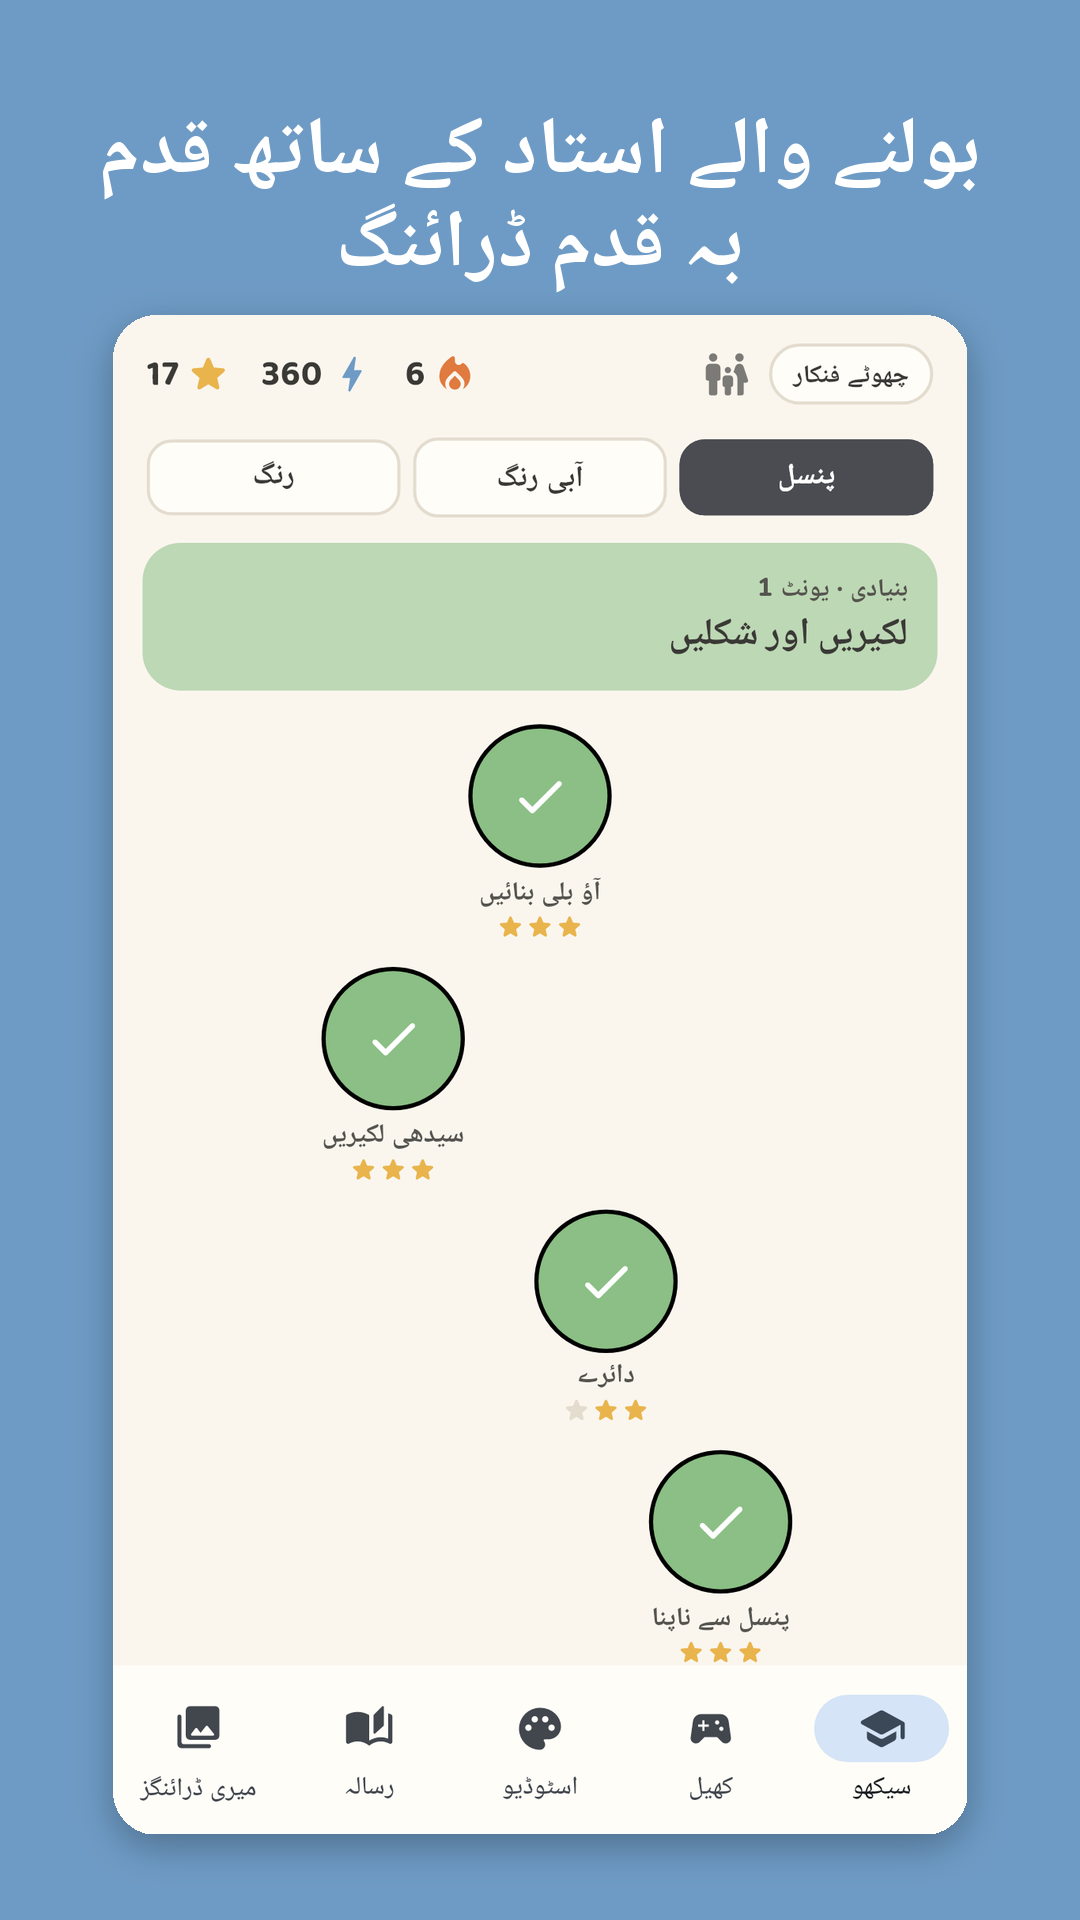 بولنے والے استاد کے ساتھ قدم
بہ قدم ڈرائنگ
چھوٹے فنکار
6
360
17
پنسل
آبی رنگ
رنگ
بنیادی · یونٹ 1
لکیریں اور شکلیں
آؤ بلی بنائیں
سیدھی لکیریں
دائرے
پنسل سے ناپنا
سیکھو
کھیل
اسٹوڈیو
رسالہ
میری ڈرائنگز